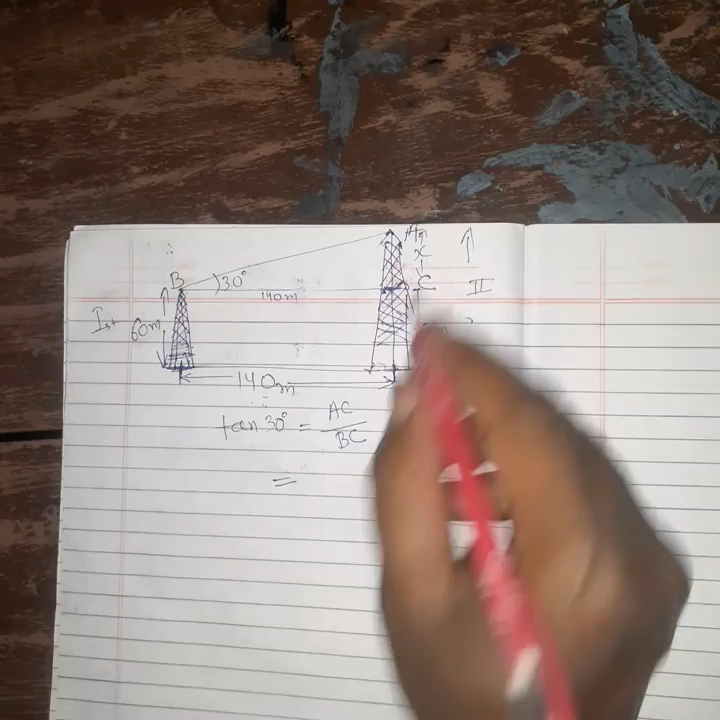 A
x
B
30°
C
II
140m
Ist
60m
140m
tan 30° = AC/BC
=